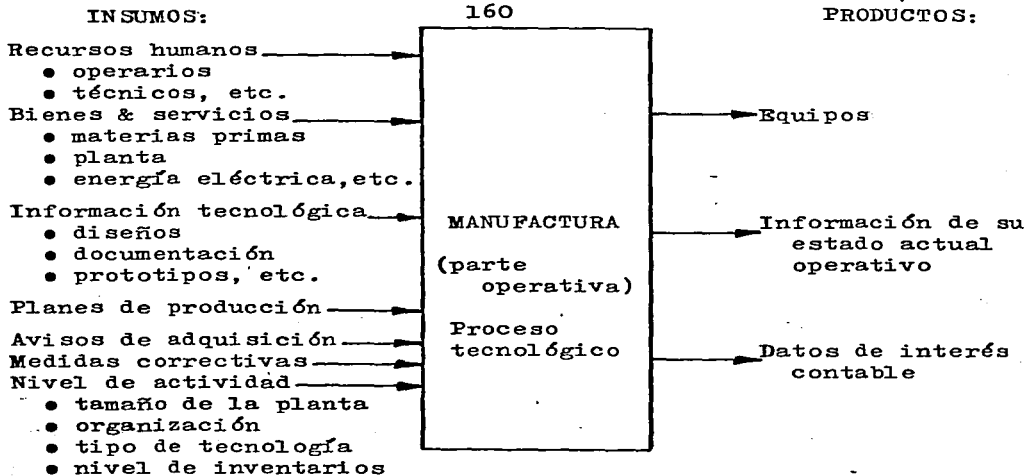 160
INSUMOS:
PRODUCTOS:
Recursos humanos
• operarios
• técnicos, etc.
Bienes & servicios
• materias primas
• planta
• energía eléctrica,etc.
Información tecnológica
• diseños
• documentación
• prototipos, etc.
Planes de producción
Avisos de adquisición
Medidas correctivas
Nivel de actividad
• tamaño de la planta
• organización
• tipo de tecnología
• nivel de inventarios
MANUFACTURA
(parte
operativa)
Proceso
tecnológico
Equipos
Información de su
estado actual
operativo
Datos de interés
contable